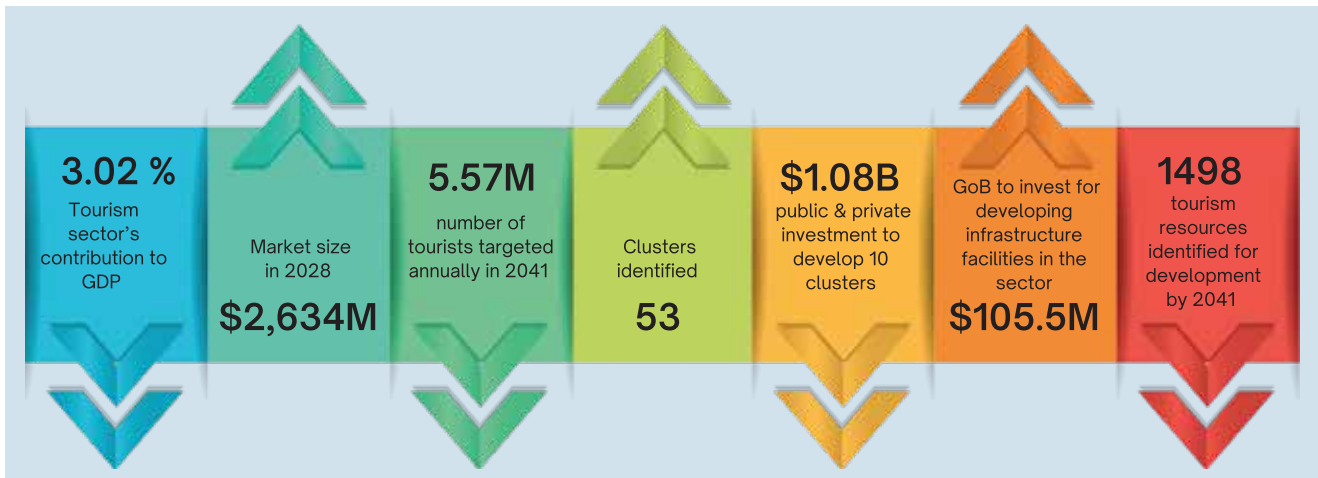 3.02 %
Tourism
sector's
contribution to
GDP
Market size
in 2028
$2,634M
5.57M
number of
tourists targeted
annually in 2041
Clusters
identified
53
$1.08B
public & private
investment to
develop 10
clusters
GoB to invest for
developing
infrastructure
facilities in the
sector
$105.5M
1498
tourism
resources
identified for
development
by 2041